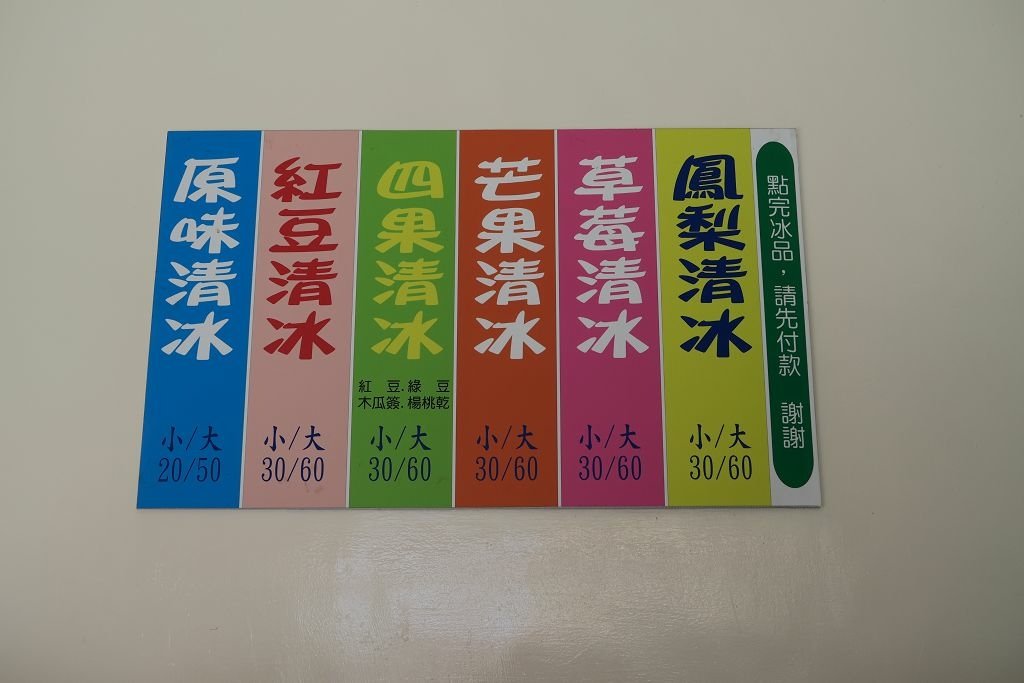 原味清冰
小/大
20/50
紅豆清冰
小/大
30/60
四果清冰
紅 豆.綠 豆
木瓜簽.楊桃乾
小/大
30/60
芒果清冰
小/大
30/60
草莓清冰
小/大
30/60
鳳梨清冰
小/大
30/60
點完冰品，請先付款 謝謝